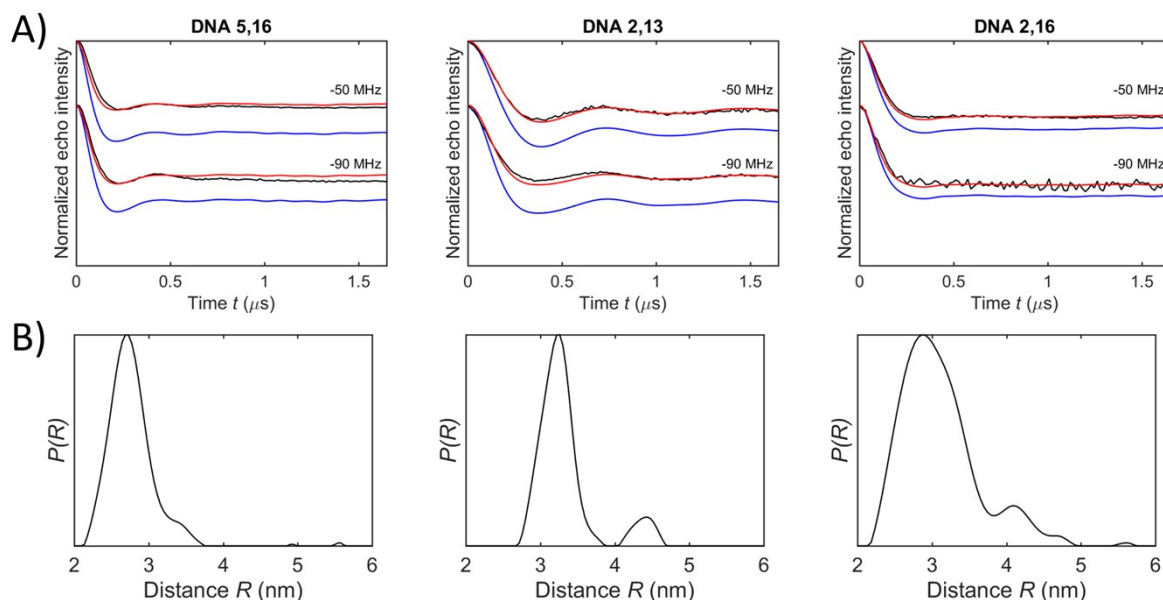 A)
DNA 5,16
DNA 2,13
DNA 2,16
Normalized echo intensity
-50 MHz
-90 MHz
0 0.5 1 1.5
Time t (μs)
Normalized echo intensity
-50 MHz
-90 MHz
0 0.5 1 1.5
Time t (μs)
Normalized echo intensity
-50 MHz
-90 MHz
0 0.5 1 1.5
Time t (μs)
B)
P(R)
2 3 4 5 6
Distance R (nm)
P(R)
2 3 4 5 6
Distance R (nm)
P(R)
2 3 4 5 6
Distance R (nm)